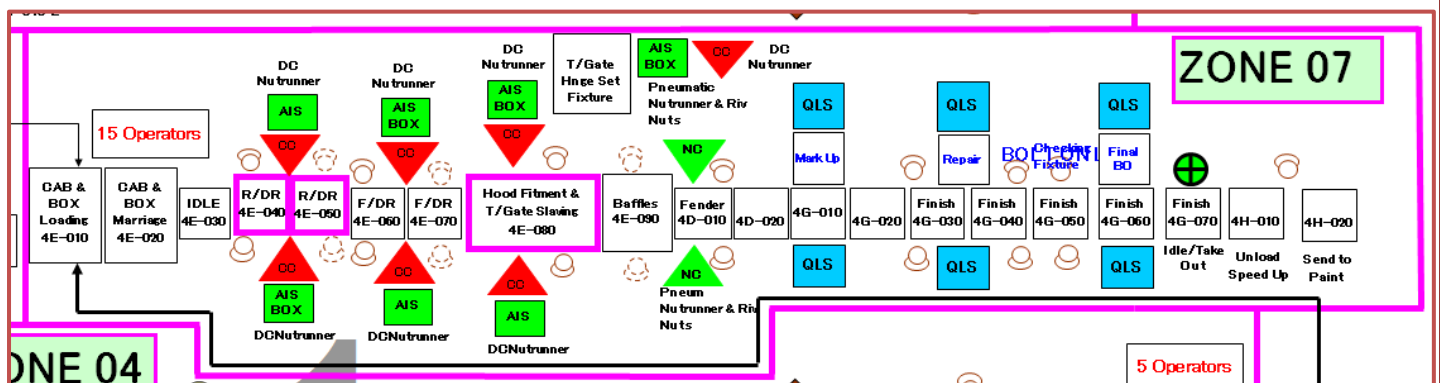 ZONE 07
15 Operators
DC
Nutrunner
AIS
CC
DC
Nutrunner
AIS
BOX
CC
DC
Nutrunner
AIS
BOX
CC
T/Gate
Hnge Set
Fixture
AIS
BOX
CC
DC
Nutrunner
Pneumatic
Nutrunner & Riv
Nuts
NC
QLS
Mark Up
QLS
Repair
BOLT ONL
Checking
Fixture
QLS
Final
BO
CAB &
BOX
Loading
4E-010
CAB &
BOX
Marriage
4E-020
IDLE
4E-030
R/DR
4E-040
R/DR
4E-050
F/DR
4E-060
F/DR
4E-070
Hood Fitment &
T/Gate Slaving
4E-080
Baffles
4E-090
Fender
4D-010
4D-020
4G-010
4G-020
Finish
4G-030
Finish
4G-040
Finish
4G-050
Finish
4G-060
Finish
4G-070
4H-010
4H-020
Idle/Take
Out
Unload
Speed Up
Send to
Paint
CC
AIS
BOX
DCNutrunner
CC
AIS
DCNutrunner
CC
AIS
DCNutrunner
NC
Pneum
Nutrunner & Riv
Nuts
QLS
QLS
QLS
ONE 04
5 Operators